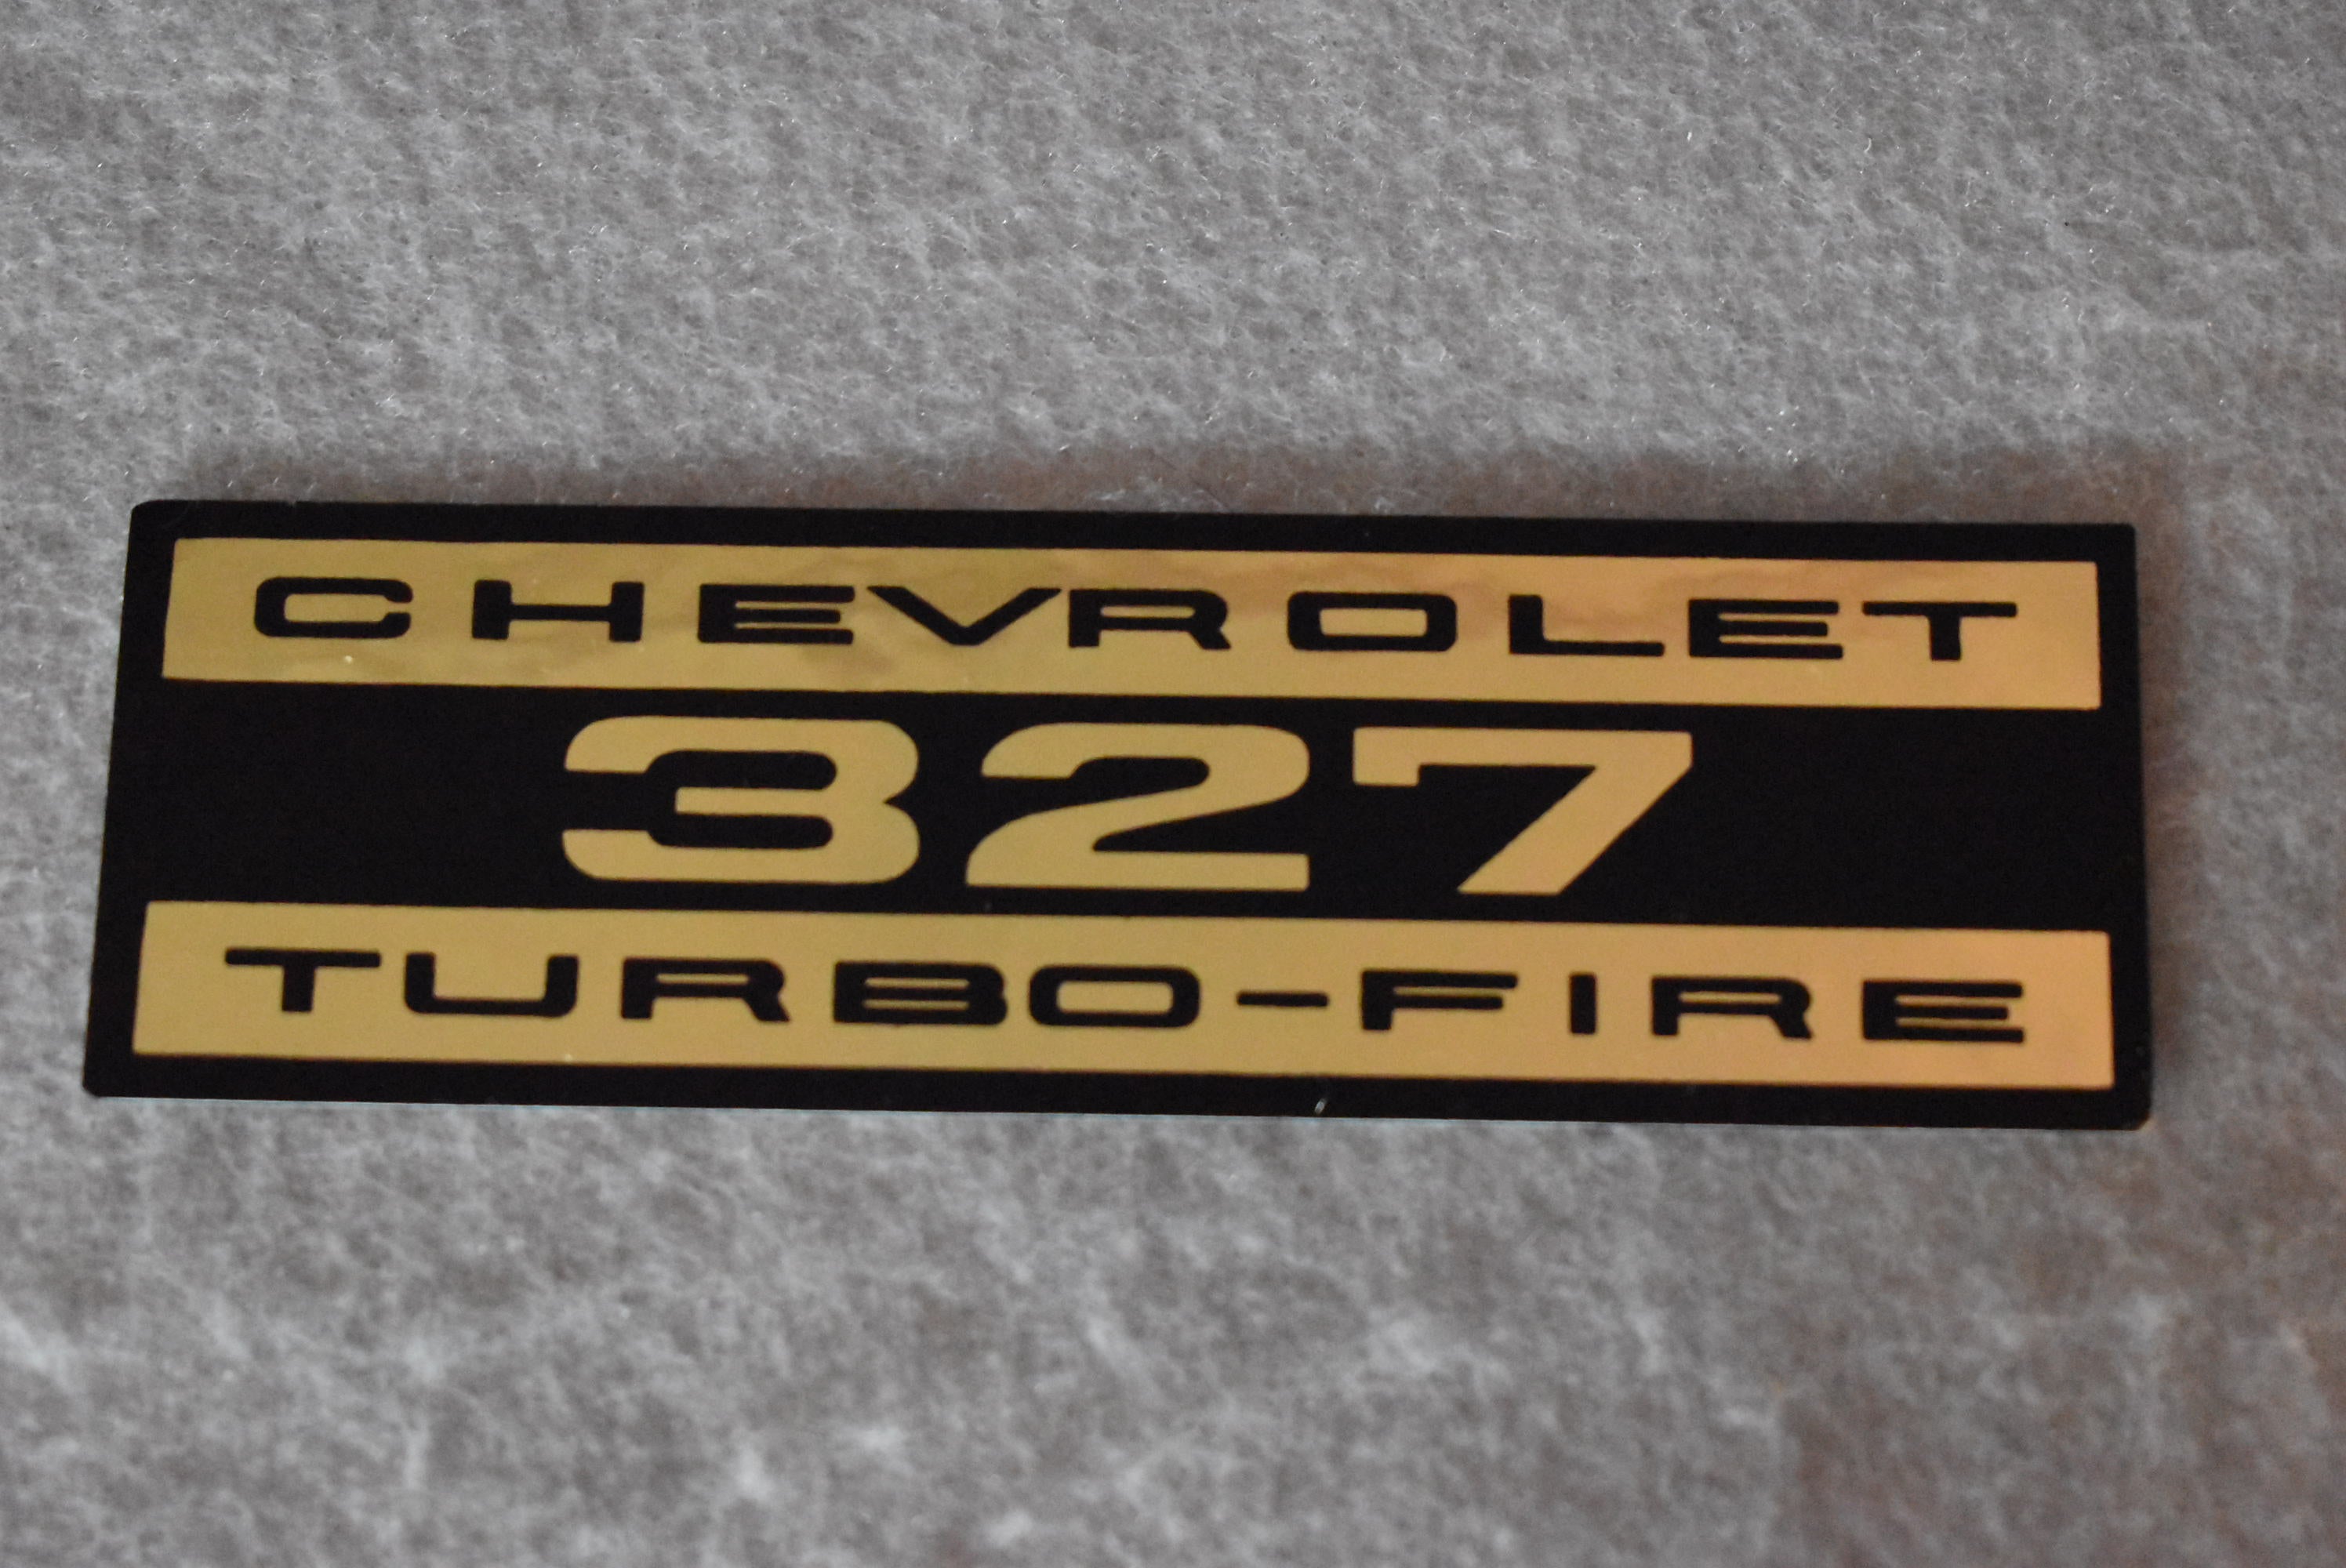 CHEVROLET
327
TURBO-FIRE